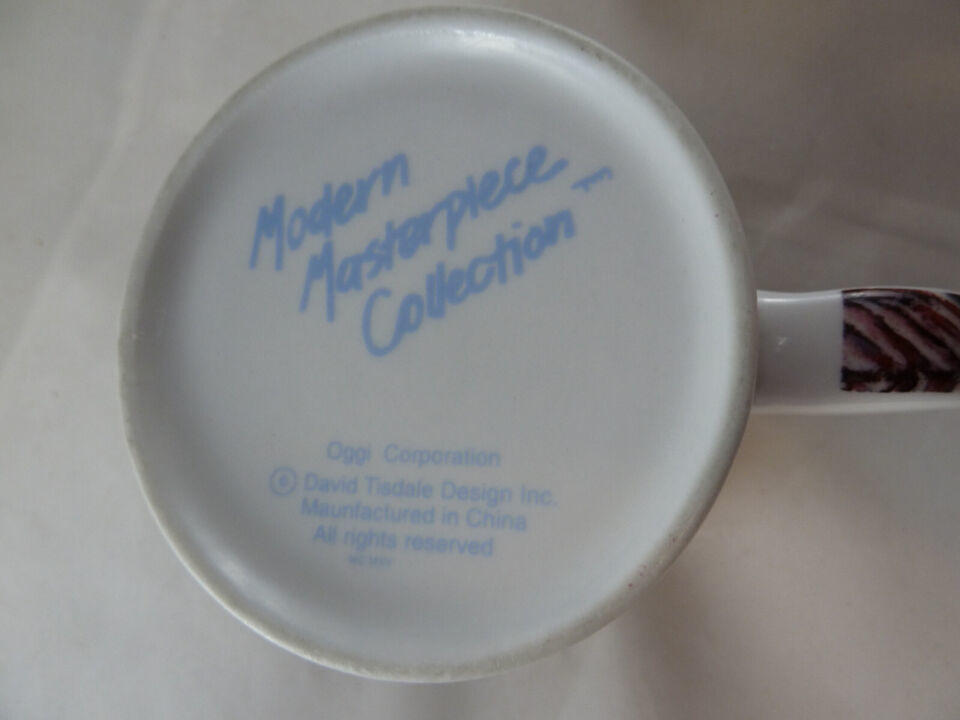 Modern
Masterpiece
Collection
Oggi Corporation
© David Tisdale Design Inc.
Maunfactured in China
All rights reserved